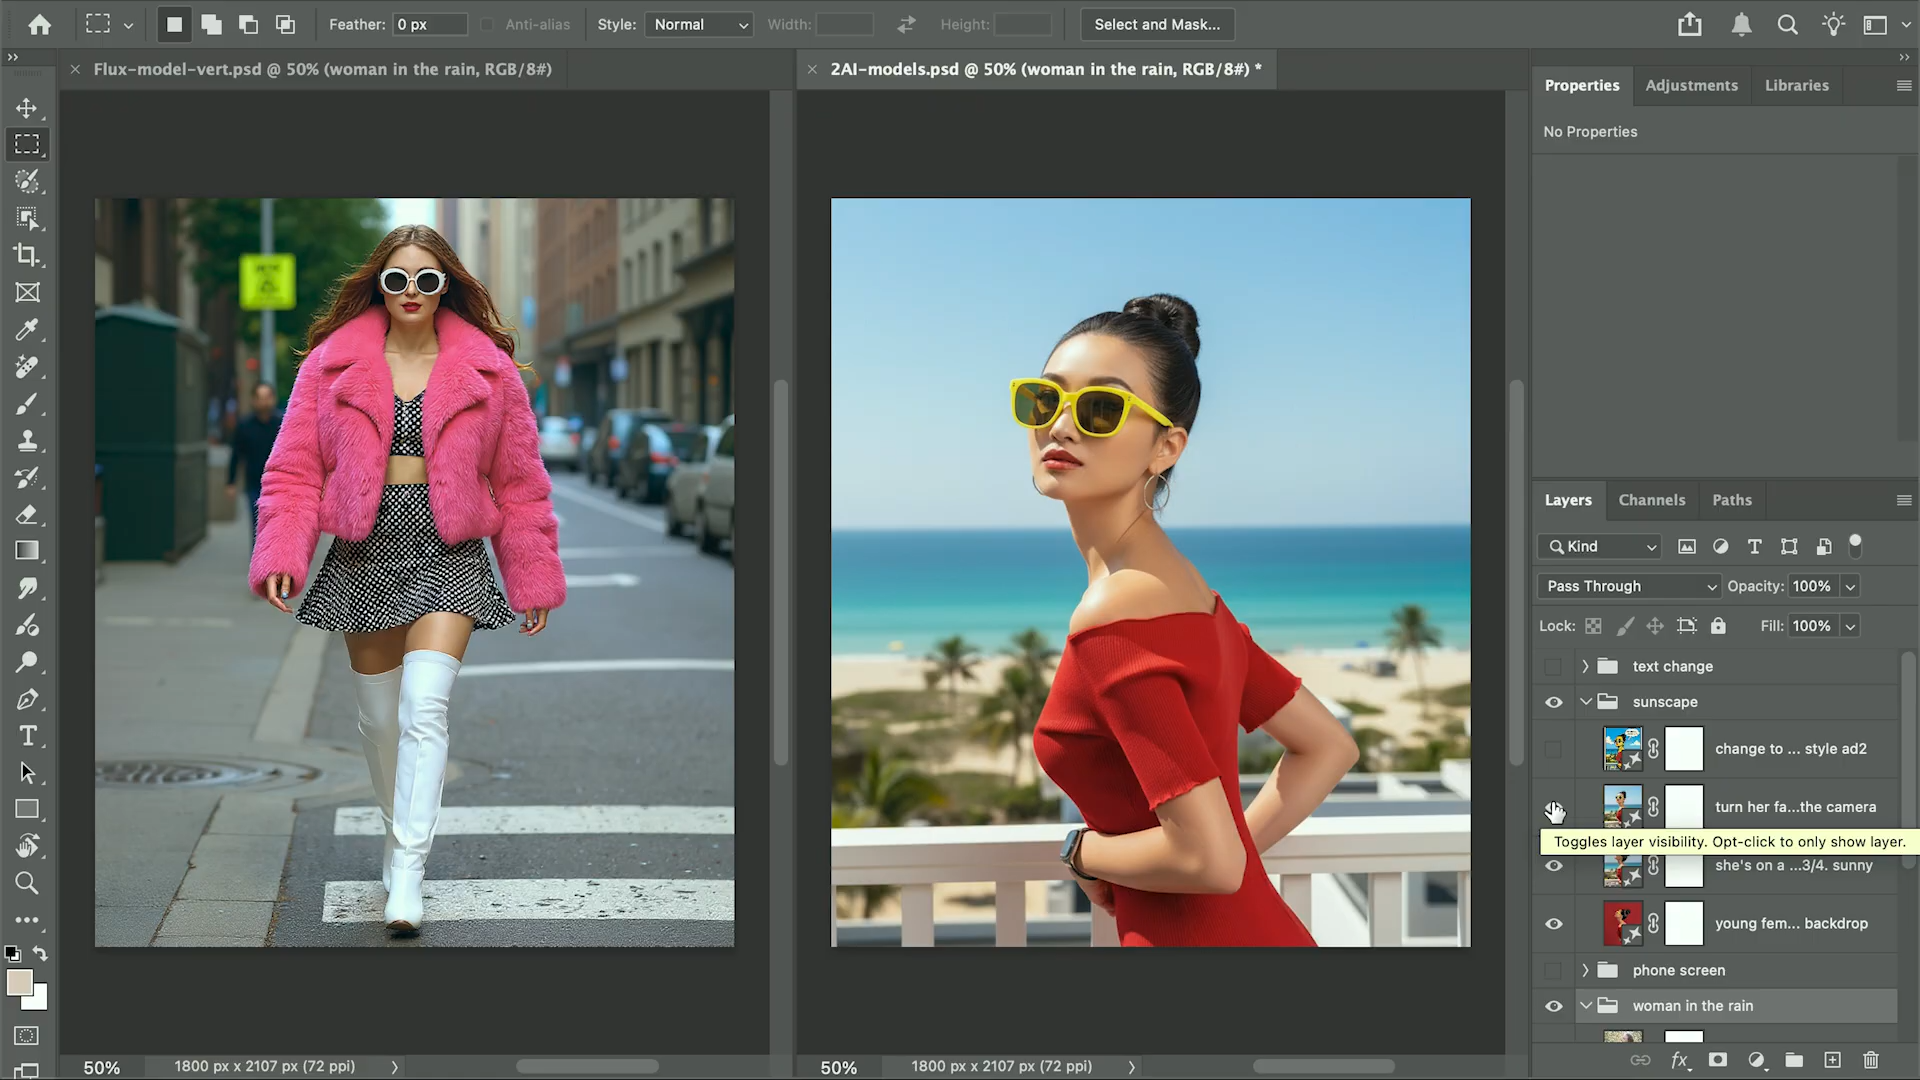 Feather: 0 px Anti-alias Style: Normal Width: Height: Select and Mask...
Flux-model-vert.psd @ 50% (woman in the rain, RGB/8#)
2AI-models.psd @ 50% (woman in the rain, RGB/8#) *
Properties Adjustments Libraries
No Properties
Layers Channels Paths
Kind
Pass Through Opacity: 100%
Lock: Fill: 100%
text change
sunscape
change to ... style ad2
turn her fa...the camera
Toggles layer visibility. Opt-click to only show layer.
she's on a ...3/4. sunny
young fem... backdrop
phone screen
woman in the rain
50% 1800 px x 2107 px (72 ppi)
50% 1800 px x 2107 px (72 ppi)